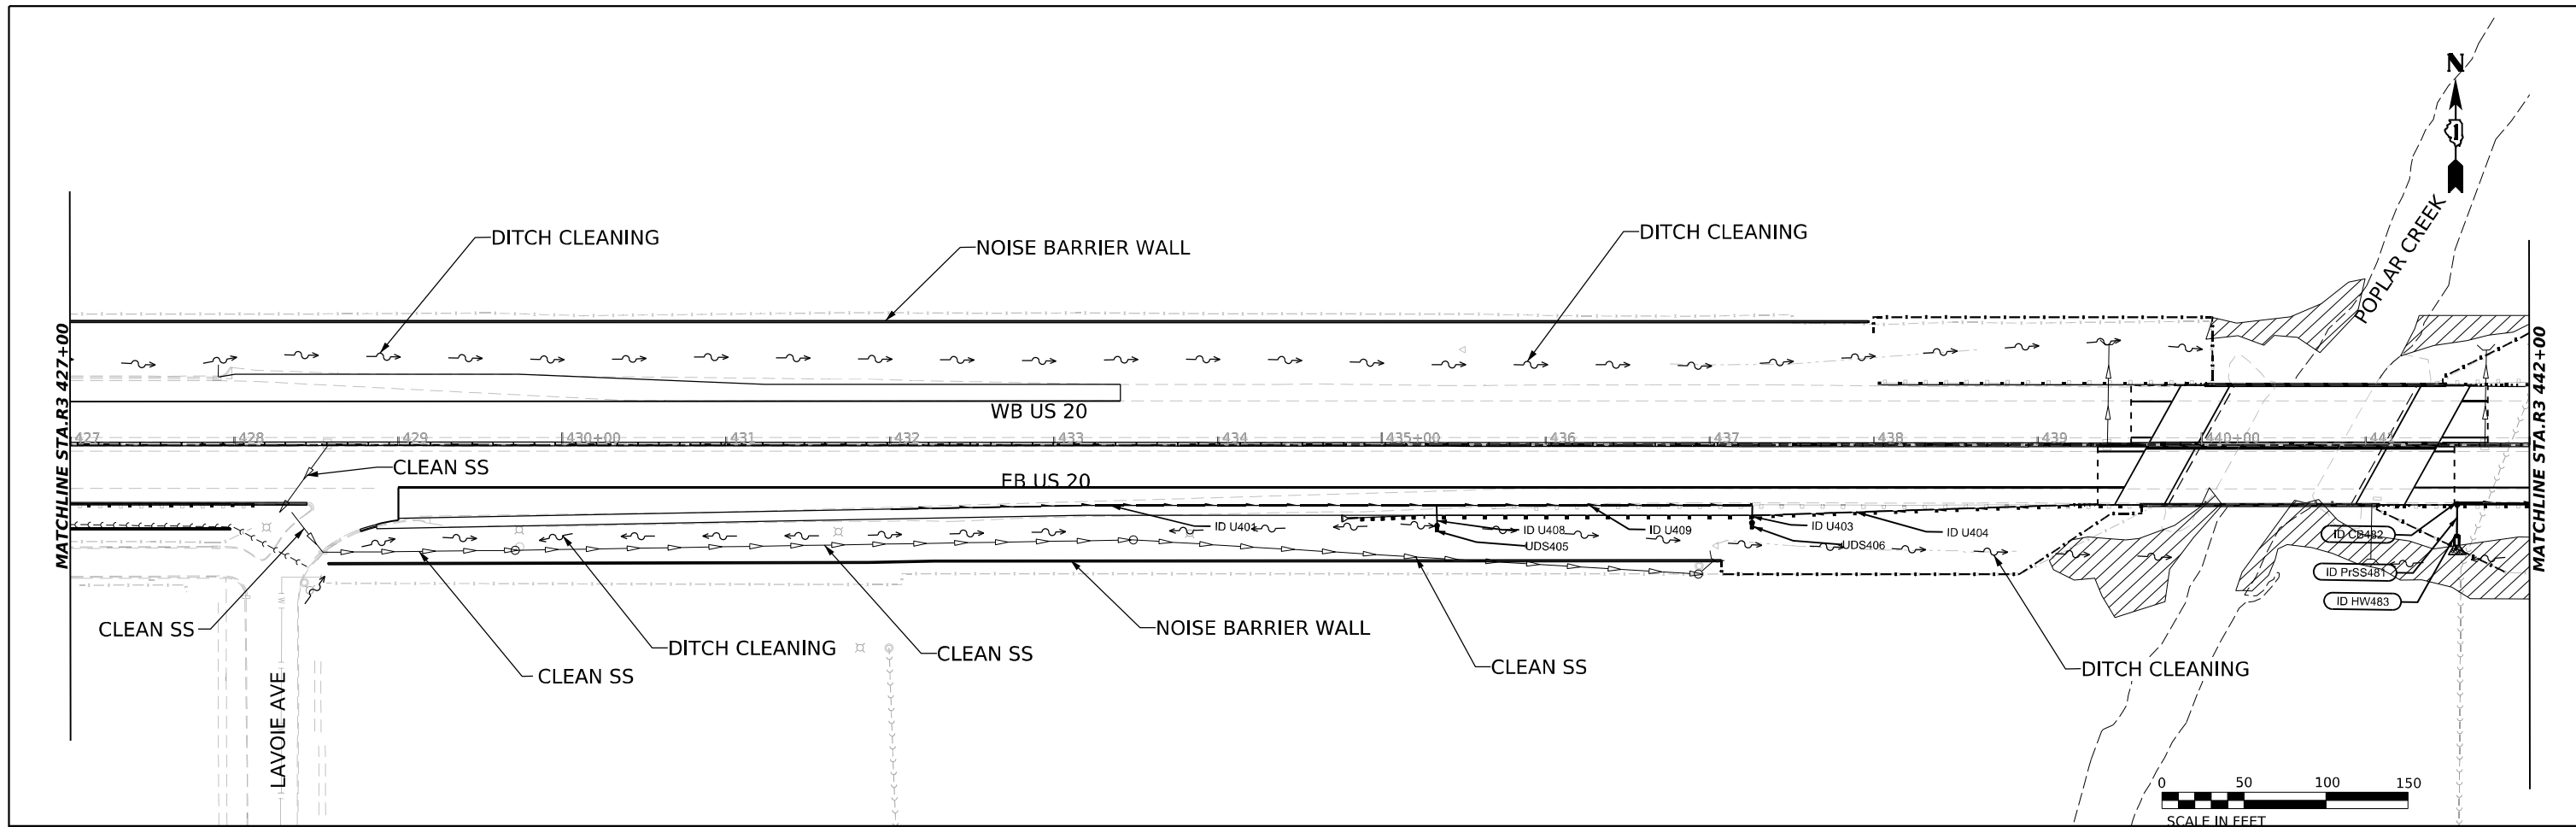 N
1
POPLAR CREEK
DITCH CLEANING
NOISE BARRIER WALL
DITCH CLEANING
MATCHLINE STA.R3 427+00
MATCHLINE STA.R3 442+00
WB US 20
427
428
429
430+00
431
432
433
434
435+00
436
437
438
439
440+00
441
CLEAN SS
EB US 20
ID U401
ID U408
UDS405
ID U409
ID U403
UDS406
ID U404
ID CB482
ID PrSS481
ID HW483
CLEAN SS
DITCH CLEANING
CLEAN SS
CLEAN SS
NOISE BARRIER WALL
CLEAN SS
DITCH CLEANING
LAVOIE AVE
0 50 100 150
SCALE IN FEET